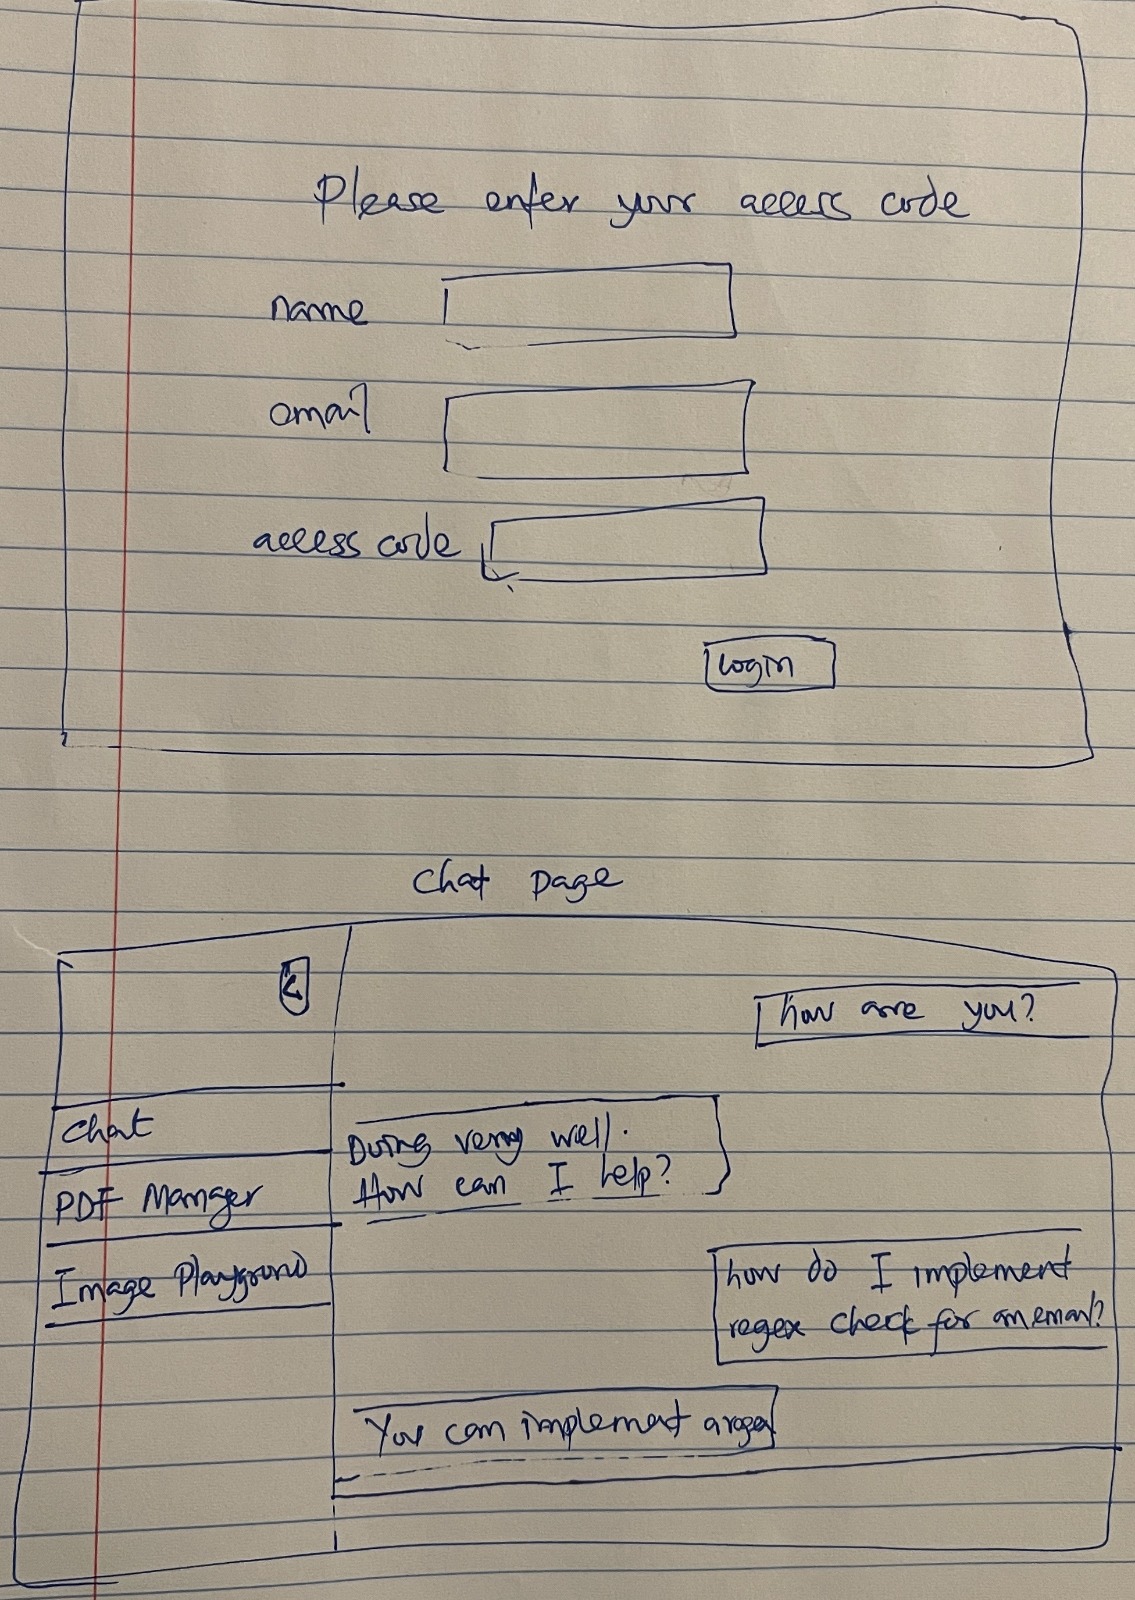 Please enter your access code
name
email
access code
Login
Chat page
<
how are you?
Chat
Doing very well.
How can I help?
PDF Manager
Image Playground
how do I implement
regex check for an email?
You can implement